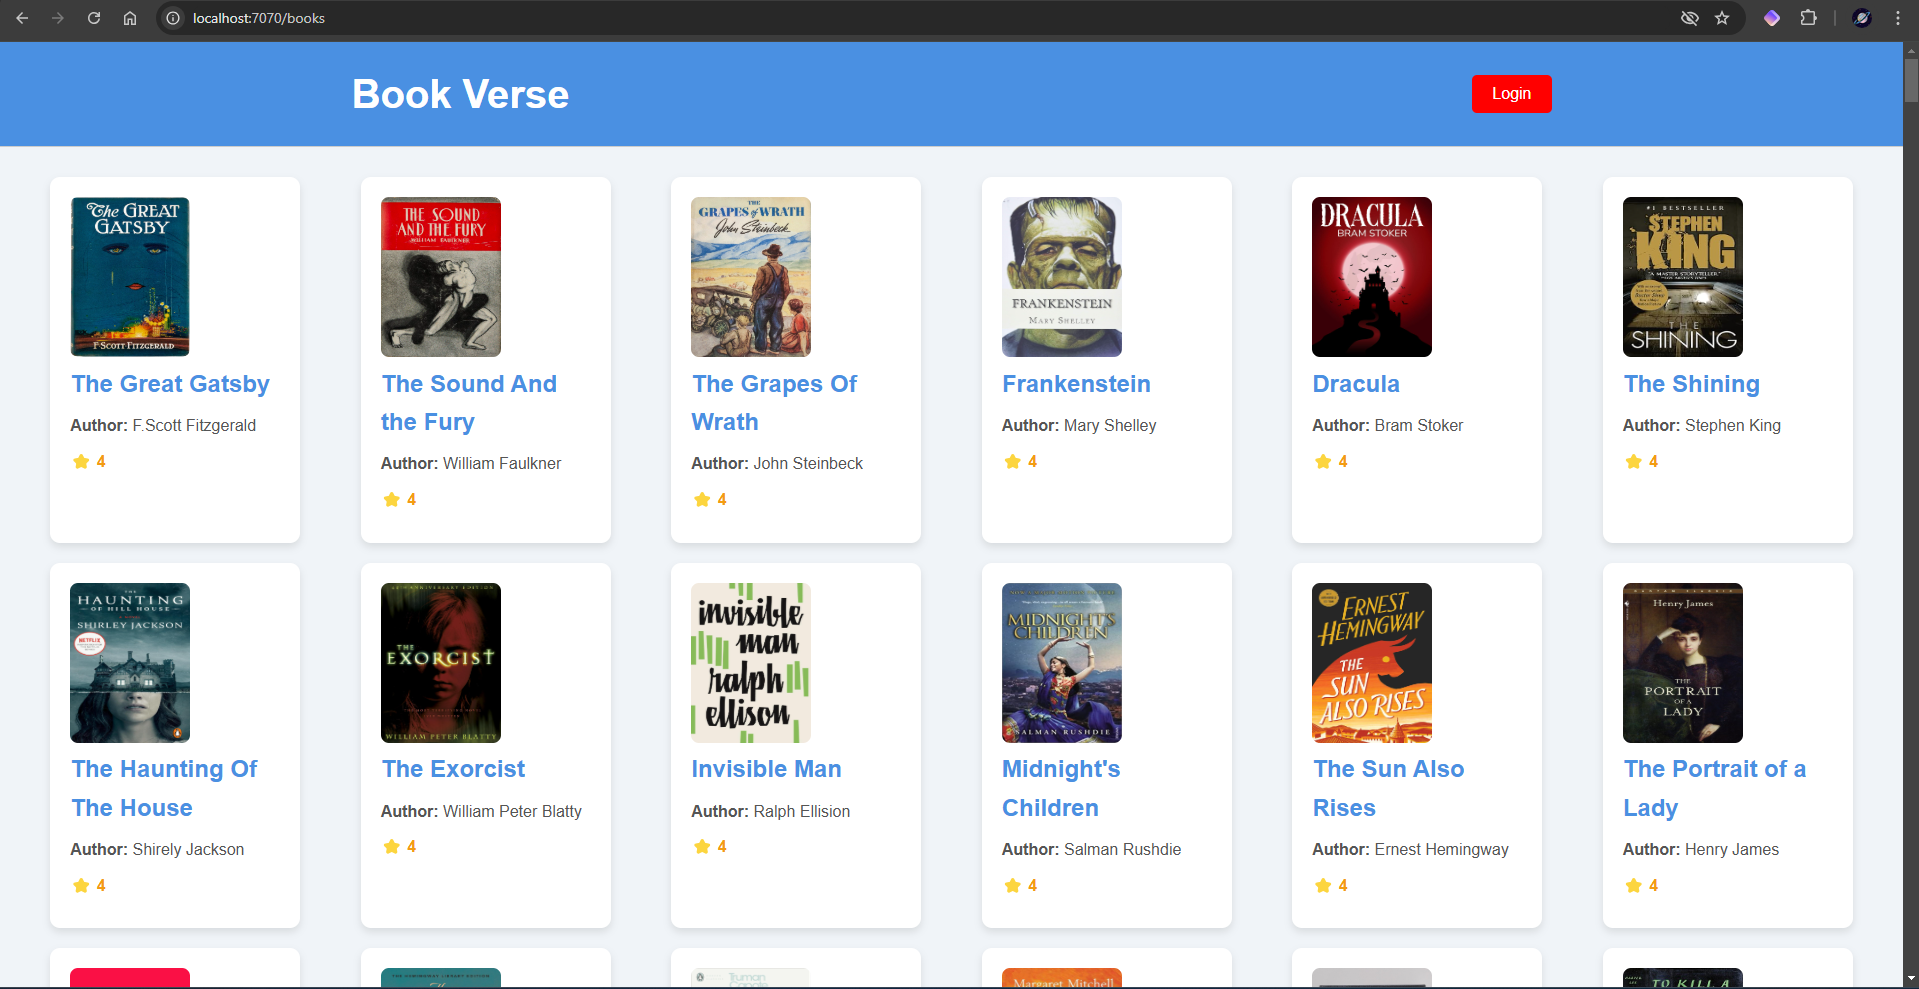 localhost:7070/books
Book Verse
Login
The GREAT
GATSBY
F SCOTT FITZGERALD
The Great Gatsby
Author: F.Scott Fitzgerald
4
THE SOUND
AND THE FURY
WILLIAM FAULKNER
The Sound And
the Fury
Author: William Faulkner
4
THE
GRAPES of WRATH
John Steinbeck
The Grapes Of
Wrath
Author: John Steinbeck
4
FRANKENSTEIN
MARY SHELLEY
Frankenstein
Author: Mary Shelley
4
DRACULA
BRAM STOKER
Dracula
Author: Bram Stoker
4
#1 BESTSELLER
STEPHEN
KING
"A MASTER STORYTELLER."
THE
SHINING
The Shining
Author: Stephen King
4
THE
HAUNTING
OF HILL HOUSE
SHIRLEY JACKSON
NETFLIX
The Haunting Of
The House
Author: Shirely Jackson
4
THE
EXORCIST
WILLIAM PETER BLATTY
The Exorcist
Author: William Peter Blatty
4
invisible
man
ralph
ellison
Invisible Man
Author: Ralph Ellision
4
MIDNIGHT'S
CHILDREN
SALMAN RUSHDIE
Midnight's
Children
Author: Salman Rushdie
4
ERNEST
HEMINGWAY
THE
SUN
ALSO RISES
The Sun Also
Rises
Author: Ernest Hemingway
4
Henry James
THE
PORTRAIT
OF A
LADY
The Portrait of a
Lady
Author: Henry James
4
THE HEMINGWAY LIBRARY EDITION
Truman
Capote
Margaret Mitchell
TO KILL A